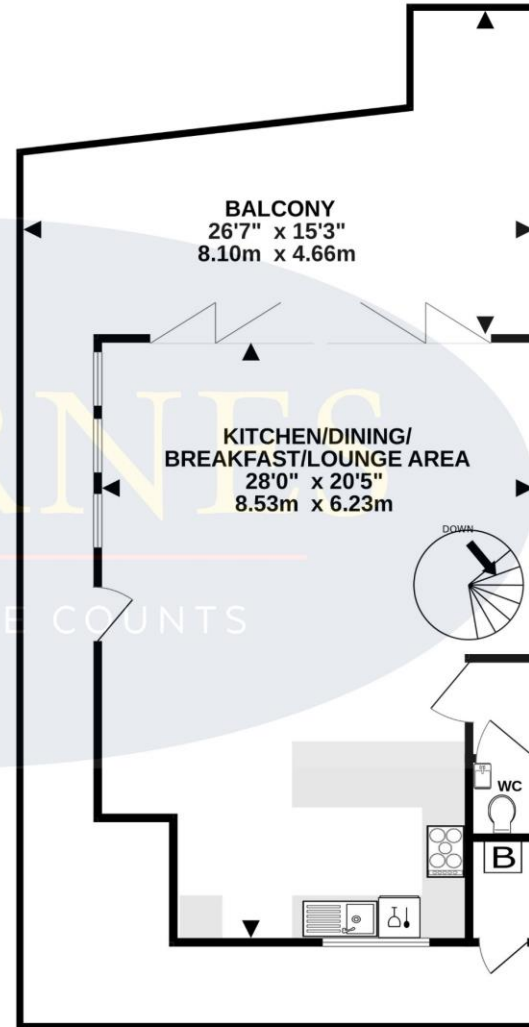 BALCONY
26'7" x 15'3"
8.10m x 4.66m
KITCHEN/DINING/
BREAKFAST/LOUNGE AREA
28'0" x 20'5"
8.53m x 6.23m
DOWN
COUNTS
WC
B